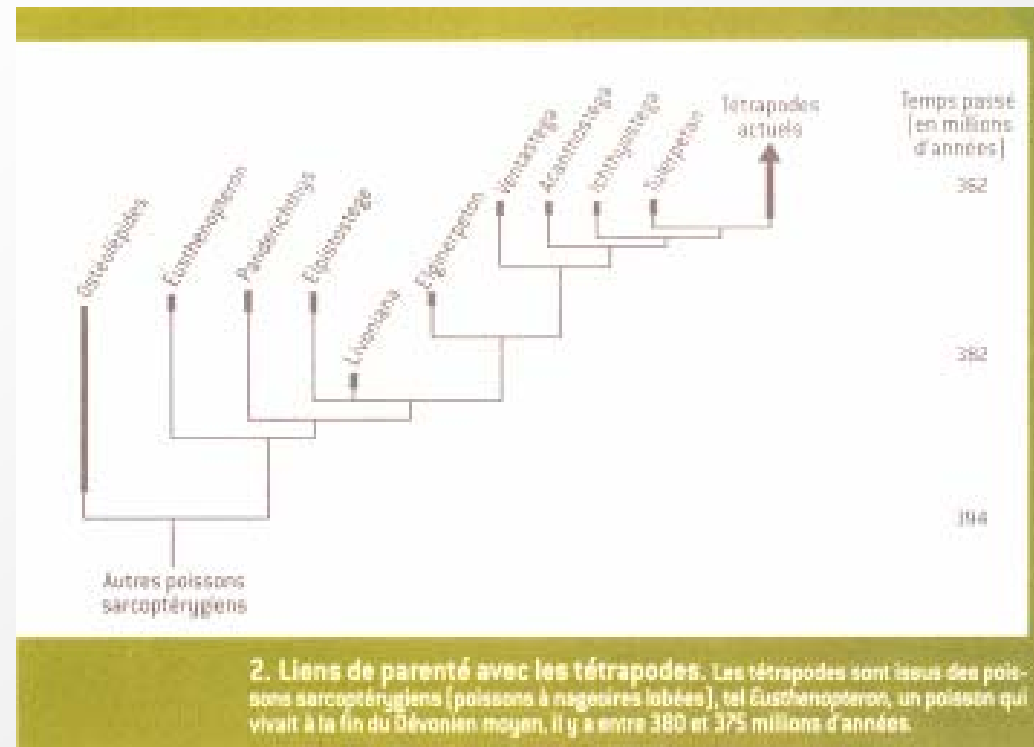 Ostéolépides
Eusthenopteron
Panderichthys
Elpistostege
Livoniana
Elginerpeton
Ventastega
Acanthostega
Ichthyostega
Tulerpeton
Tétrapodes
actuels
Temps passé
(en millions
d'années)
362
382
394
Autres poissons
sarcoptérygiens
2. Liens de parenté avec les tétrapodes. Les tétrapodes sont issus des pois-
sons sarcoptérygiens (poissons à nageoires lobées), tel Eusthenopteron, un poisson qui
vivait à la fin du Dévonien moyen, il y a entre 380 et 375 millions d'années.